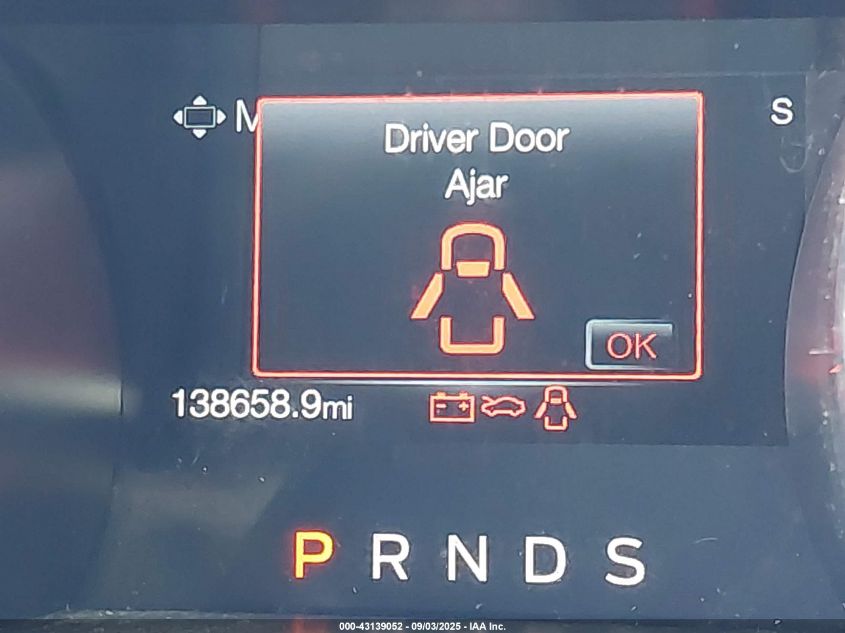 M
S
Driver Door
Ajar
OK
138658.9mi
P R N D S
000-43139052 - 09/03/2025 - IAA Inc.